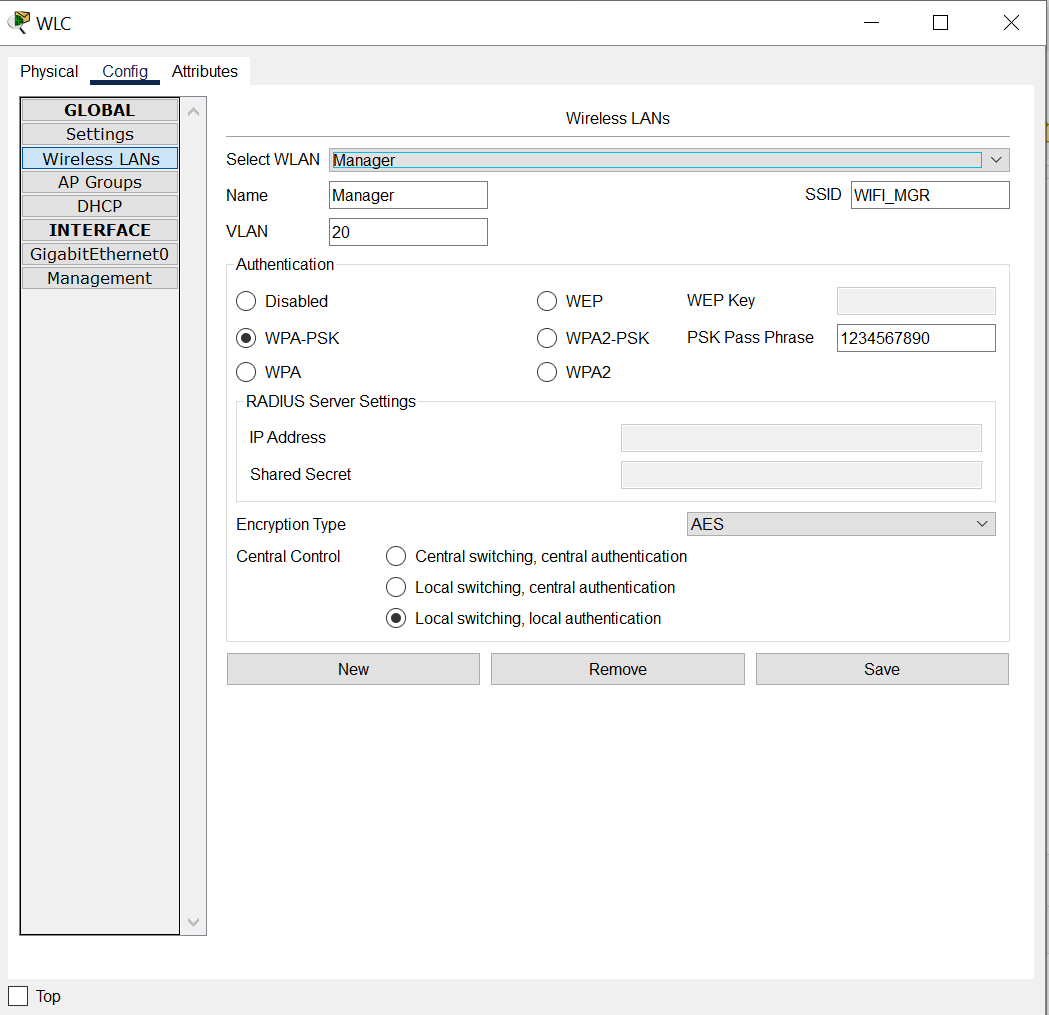 WLC
Physical Config Attributes
GLOBAL
Settings
Wireless LANs
AP Groups
DHCP
INTERFACE
GigabitEthernet0
Management
Wireless LANs
Select WLAN Manager
Name Manager SSID WIFI_MGR
VLAN 20
Authentication
Disabled WEP WEP Key
WPA-PSK WPA2-PSK PSK Pass Phrase 1234567890
WPA WPA2
RADIUS Server Settings
IP Address
Shared Secret
Encryption Type AES
Central Control Central switching, central authentication
Local switching, central authentication
Local switching, local authentication
New Remove Save
Top